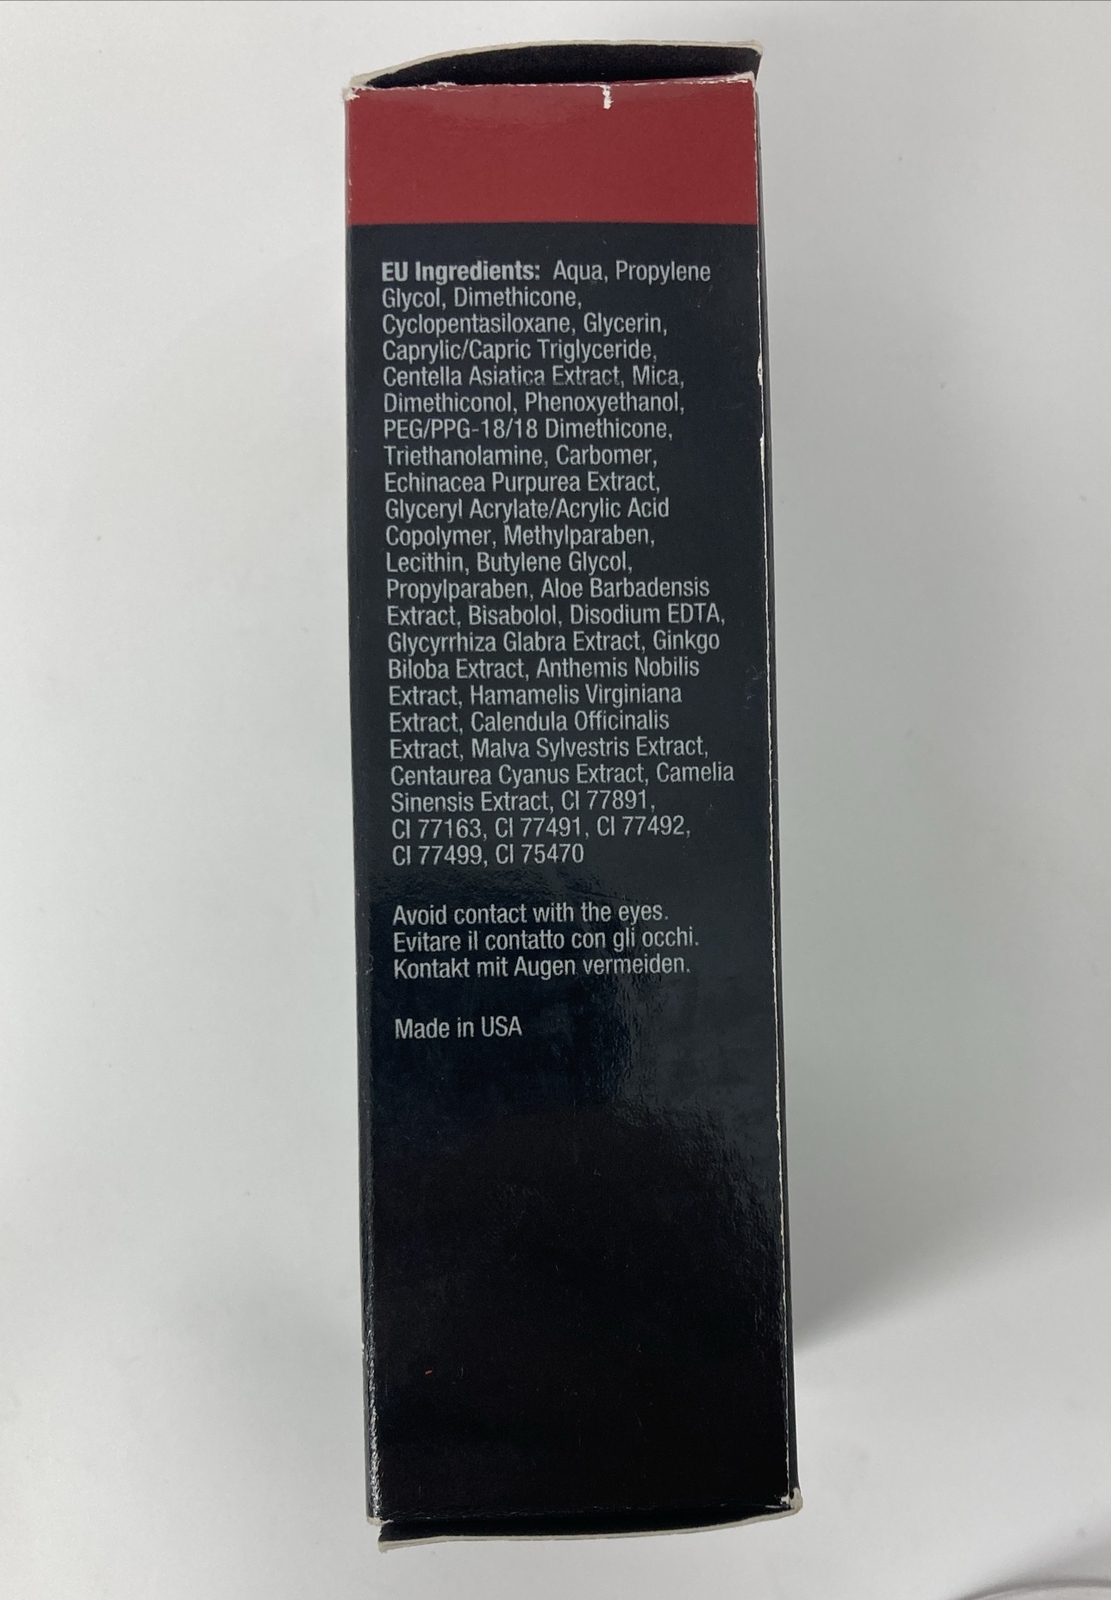 EU Ingredients: Aqua, Propylene
Glycol, Dimethicone,
Cyclopentasiloxane, Glycerin,
Caprylic/Capric Triglyceride,
Centella Asiatica Extract, Mica,
Dimethiconol, Phenoxyethanol,
PEG/PPG-18/18 Dimethicone,
Triethanolamine, Carbomer,
Echinacea Purpurea Extract,
Glyceryl Acrylate/Acrylic Acid
Copolymer, Methylparaben,
Lecithin, Butylene Glycol,
Propylparaben, Aloe Barbadensis
Extract, Bisabolol, Disodium EDTA,
Glycyrrhiza Glabra Extract, Ginkgo
Biloba Extract, Anthemis Nobilis
Extract, Hamamelis Virginiana
Extract, Calendula Officinalis
Extract, Malva Sylvestris Extract,
Centaurea Cyanus Extract, Camelia
Sinensis Extract, CI 77891,
CI 77163, CI 77491, CI 77492,
CI 77499, CI 75470
Avoid contact with the eyes.
Evitare il contatto con gli occhi.
Kontakt mit Augen vermeiden.
Made in USA